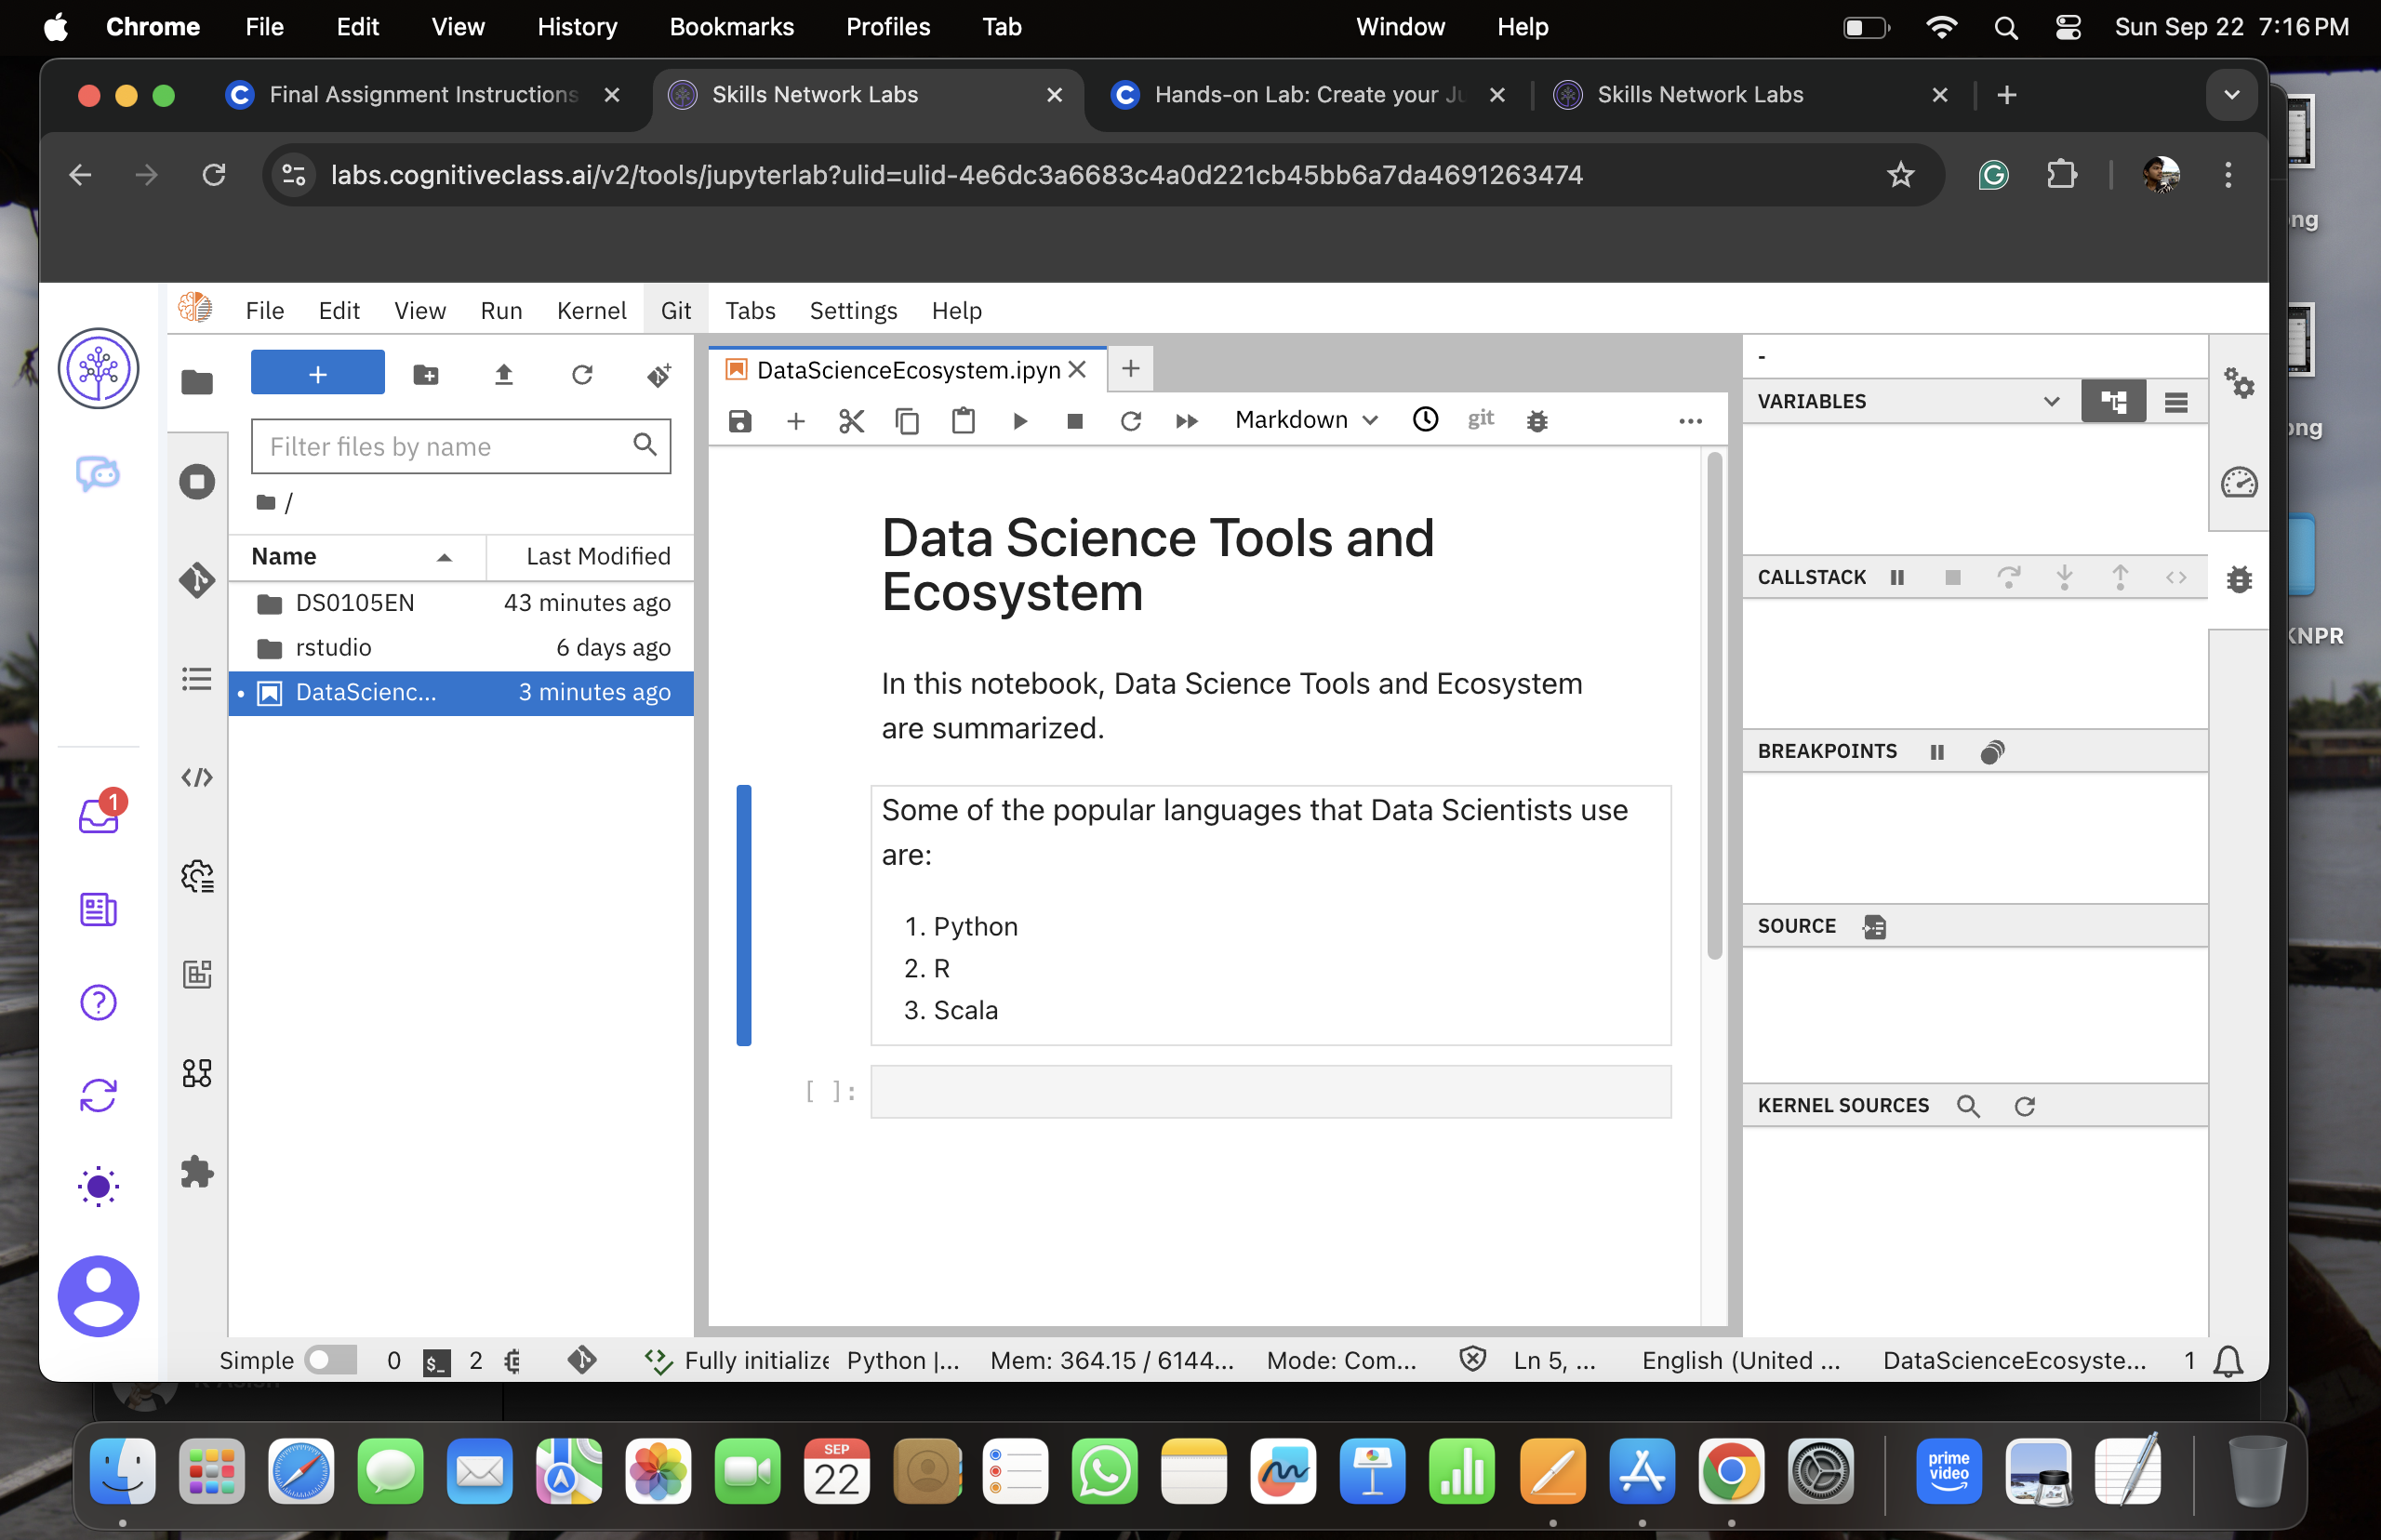 Chrome File Edit View History Bookmarks Profiles Tab Window Help Sun Sep 22 7:16 PM
Final Assignment Instructions
Skills Network Labs
Hands-on Lab: Create your Ju
Skills Network Labs
labs.cognitiveclass.ai/v2/tools/jupyterlab?ulid=ulid-4e6dc3a6683c4a0d221cb45bb6a7da4691263474
File Edit View Run Kernel Git Tabs Settings Help
Filter files by name
/
Name Last Modified
DS0105EN 43 minutes ago
rstudio 6 days ago
DataScienc... 3 minutes ago
1
DataScienceEcosystem.ipyn
Markdown
git
Data Science Tools and
Ecosystem
In this notebook, Data Science Tools and Ecosystem
are summarized.
Some of the popular languages that Data Scientists use
are:
1. Python
2. R
3. Scala
[ ]:
-
VARIABLES
CALLSTACK
BREAKPOINTS
SOURCE
KERNEL SOURCES
Simple 0 $_ 2 Fully initialize Python |... Mem: 364.15 / 6144... Mode: Com... Ln 5, ... English (United ... DataScienceEcosyste... 1
ong
KNPR
SEP
22
prime
video